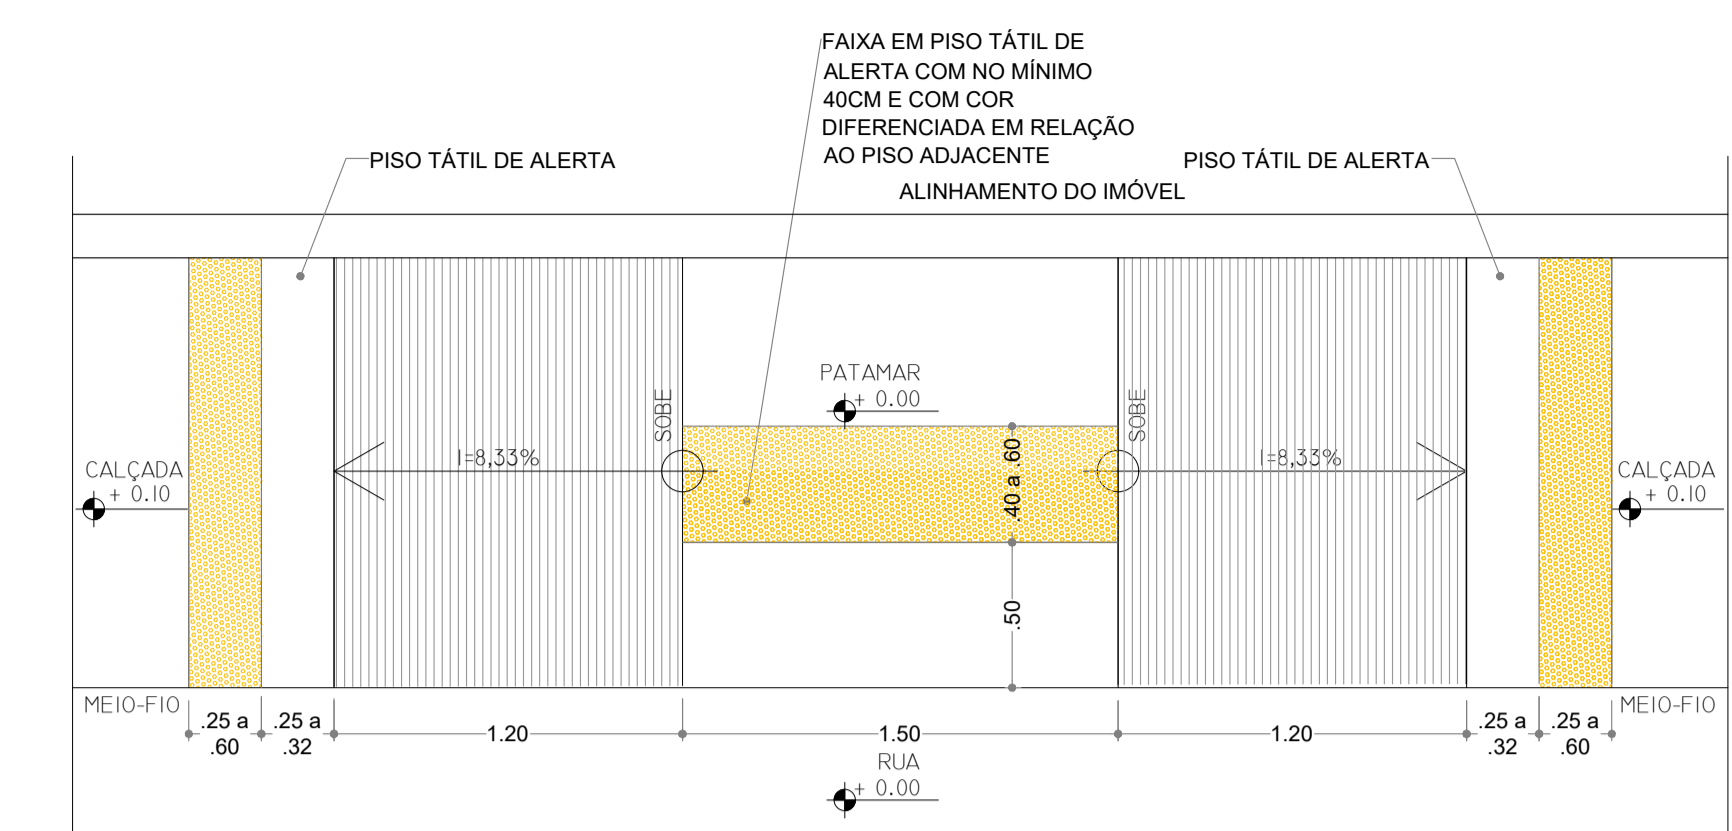 FAIXA EM PISO TÁTIL DE
ALERTA COM NO MÍNIMO
40CM E COM COR
DIFERENCIADA EM RELAÇÃO
AO PISO ADJACENTE
PISO TÁTIL DE ALERTA
PISO TÁTIL DE ALERTA
ALINHAMENTO DO IMÓVEL
PATAMAR
+ 0.00
SOBE
SOBE
I=8,33%
I=8,33%
.40 a .60
CALÇADA
+ 0.10
CALÇADA
+ 0.10
.50
MEIO-FIO
MEIO-FIO
.25 a
.60
.25 a
.32
1.20
1.50
1.20
.25 a
.32
.25 a
.60
RUA
+ 0.00